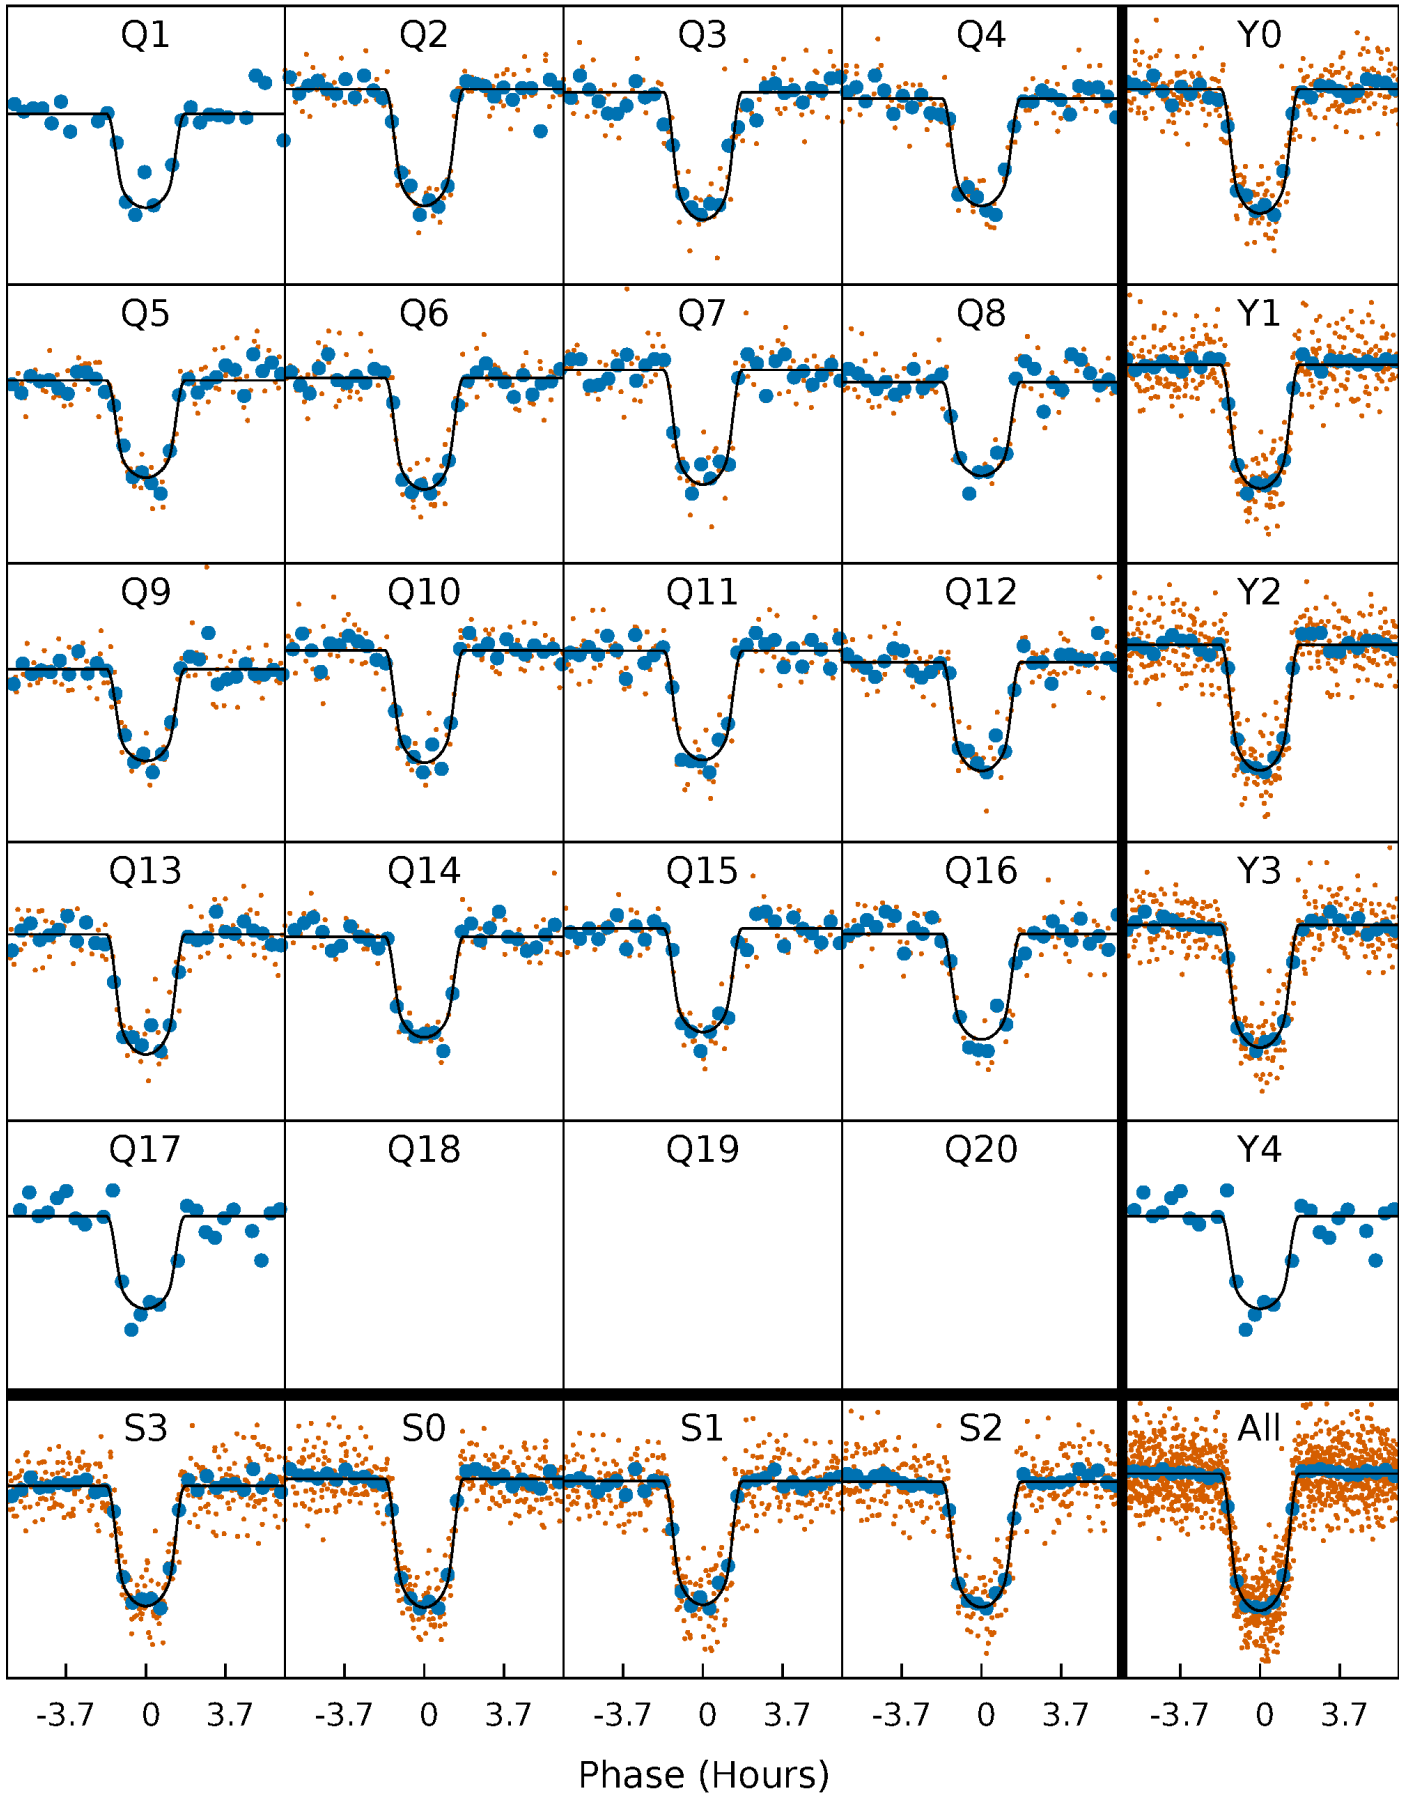 Q1 Q2 Q3 Q4 Y0
Q5 Q6 Q7 Q8 Y1
Q9 Q10 Q11 Q12 Y2
Q13 Q14 Q15 Q16 Y3
Q17 Q18 Q19 Q20 Y4
S3 S0 S1 S2 All
-3.7 0 3.7 -3.7 0 3.7 -3.7 0 3.7 -3.7 0 3.7 -3.7 0 3.7
Phase (Hours)